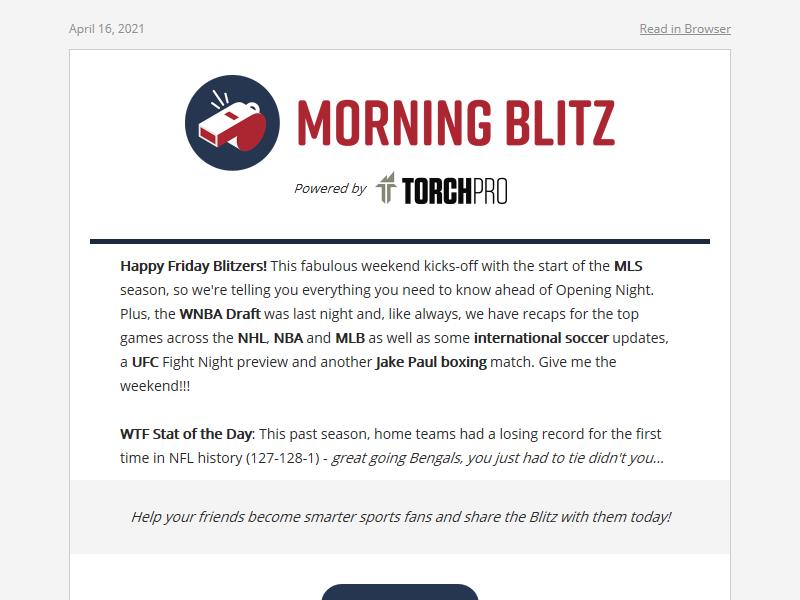 April 16, 2021
Read in Browser
MORNING BLITZ
Powered by TORCHPRO
Happy Friday Blitzers! This fabulous weekend kicks-off with the start of the MLS
season, so we're telling you everything you need to know ahead of Opening Night.
Plus, the WNBA Draft was last night and, like always, we have recaps for the top
games across the NHL, NBA and MLB as well as some international soccer updates,
a UFC Fight Night preview and another Jake Paul boxing match. Give me the
weekend!!!
WTF Stat of the Day: This past season, home teams had a losing record for the first
time in NFL history (127-128-1) - great going Bengals, you just had to tie didn't you...
Help your friends become smarter sports fans and share the Blitz with them today!